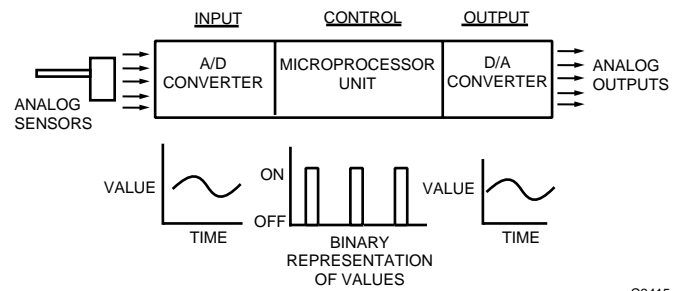 INPUT
CONTROL
OUTPUT
A/D
CONVERTER
MICROPROCESSOR
UNIT
D/A
CONVERTER
ANALOG
SENSORS
ANALOG
OUTPUTS
VALUE
TIME
ON
OFF
BINARY
REPRESENTATION
OF VALUES
VALUE
TIME